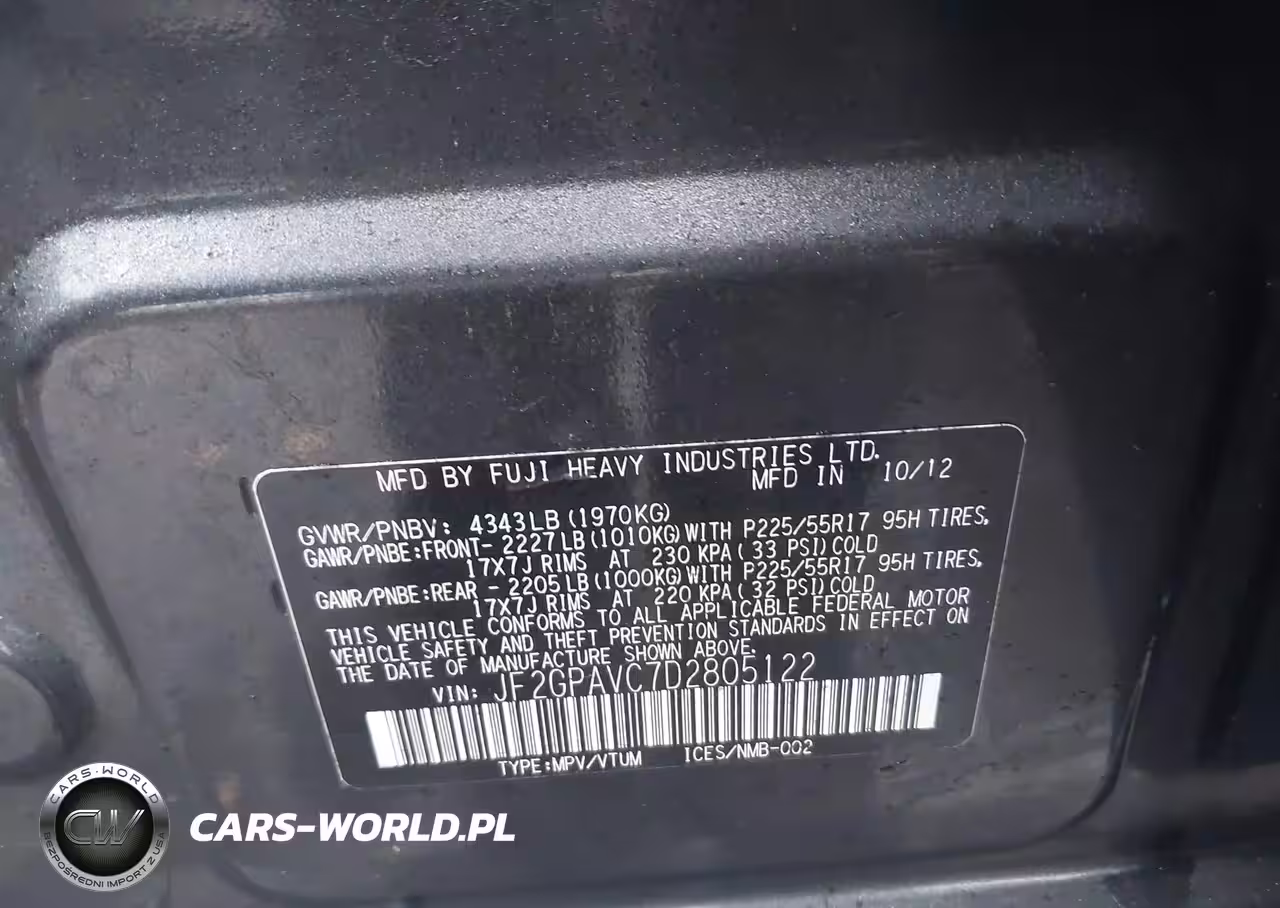 MFD BY FUJI HEAVY INDUSTRIES LTD.
MFD IN 10/12
GVWR/PNBV: 4343LB (1970KG)
GAWR/PNBE:FRONT- 2227LB (1010KG) WITH P225/55R17 95H TIRES,
17X7J RIMS AT 230 KPA ( 33 PSI) COLD
GAWR/PNBE:REAR - 2205LB (1000KG) WITH P225/55R17 95H TIRES,
17X7J RIMS AT 220 KPA ( 32 PSI) COLD
THIS VEHICLE CONFORMS TO ALL APPLICABLE FEDERAL MOTOR
VEHICLE SAFETY AND THEFT PREVENTION STANDARDS IN EFFECT ON
THE DATE OF MANUFACTURE SHOWN ABOVE.
VIN: JF2GPAVC7D2805122
TYPE:MPV/VTUM ICES/NMB-002
CARS-WORLD
CW
BEZPOŚREDNI IMPORT Z USA
CARS-WORLD.PL